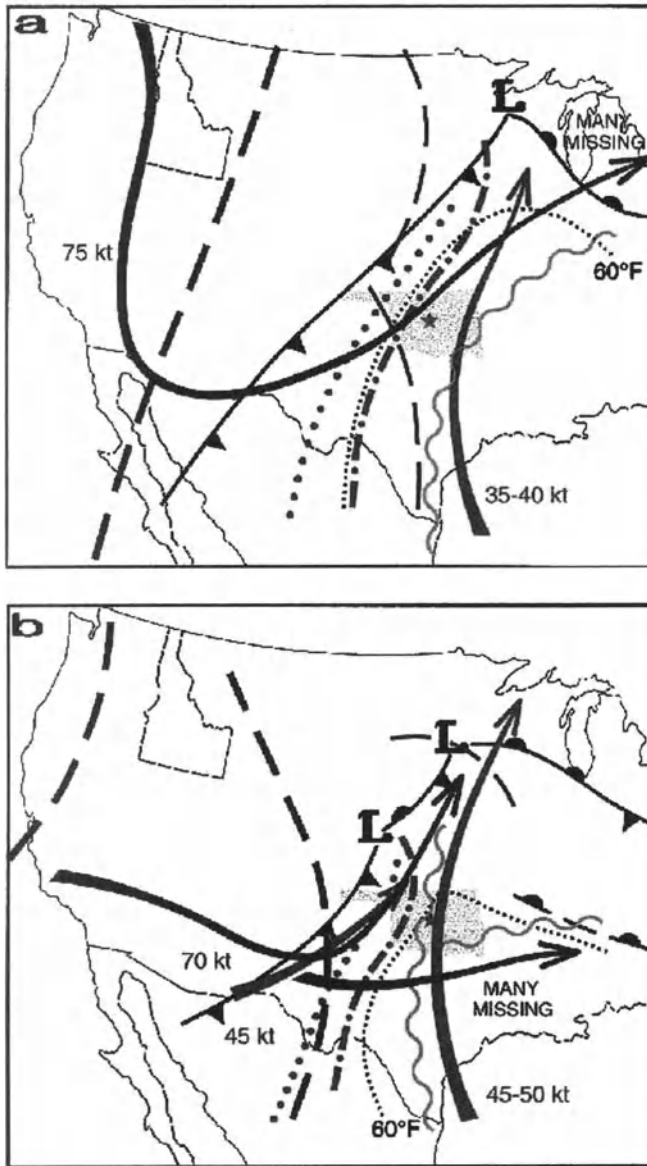 a
L
MANY
MISSING
75 kt
60°F
35-40 kt
b
L
L
70 kt
45 kt
MANY
MISSING
60°F
45-50 kt